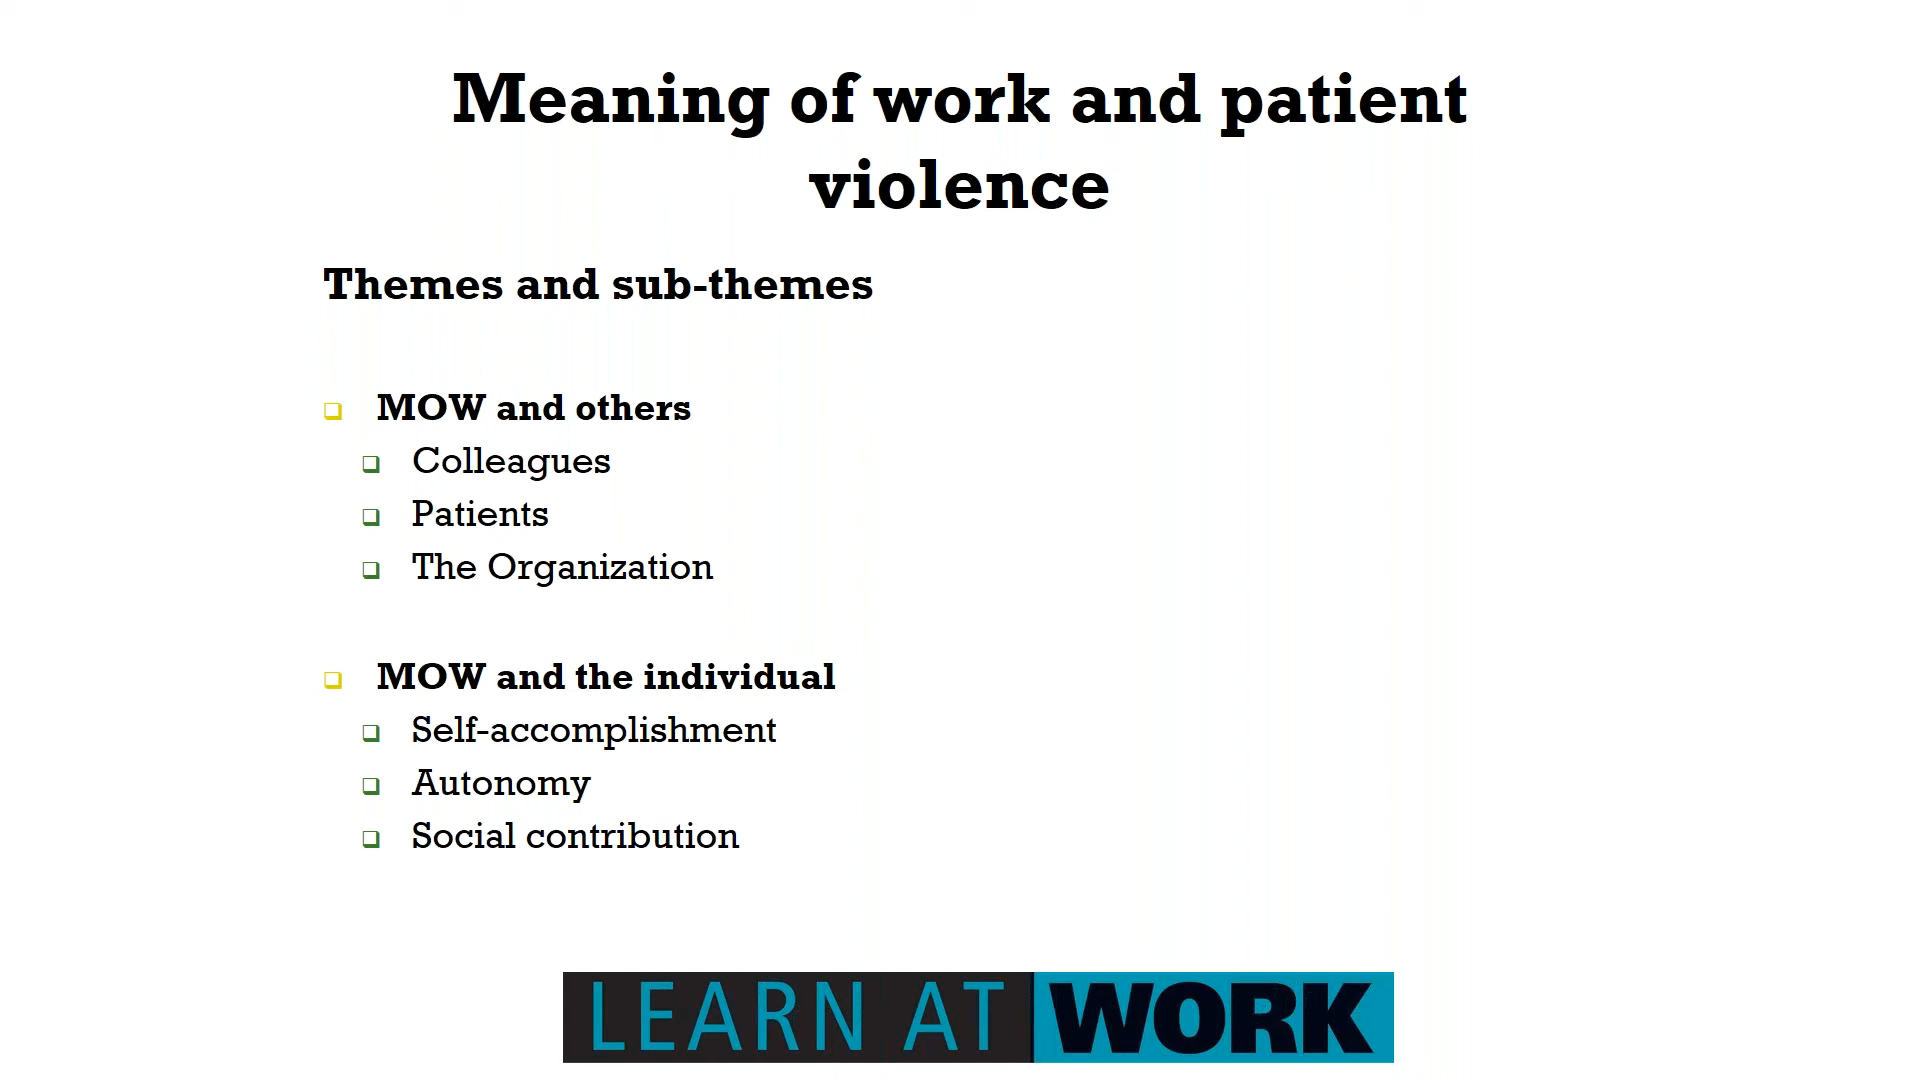 Meaning of work and patient
violence
Themes and sub-themes
MOW and others
Colleagues
Patients
The Organization
MOW and the individual
Self-accomplishment
Autonomy
Social contribution
LEARN AT WORK